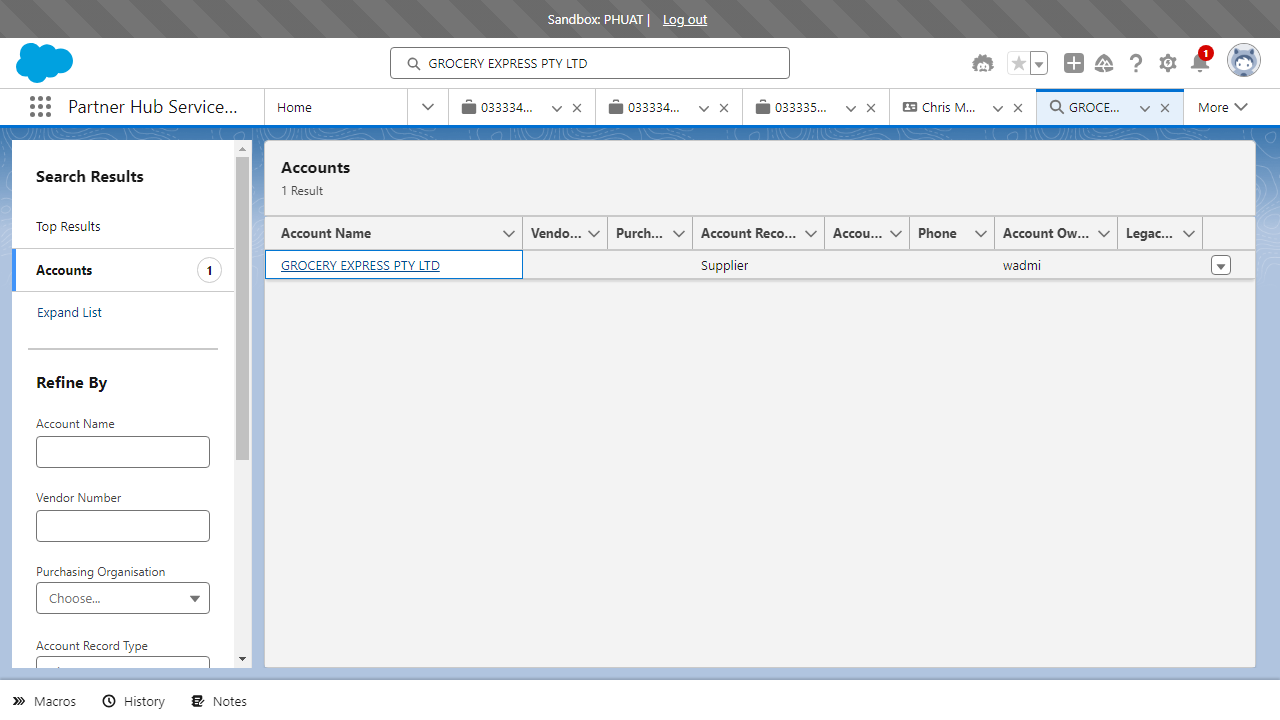 Sandbox: PHUAT | Log out
GROCERY EXPRESS PTY LTD
1
Partner Hub Service...
Home
033334...
033334...
033335...
Chris M...
GROCE...
More
Search Results
Top Results
Accounts 1
Expand List
Refine By
Account Name
Vendor Number
Purchasing Organisation
Choose...
Account Record Type
Accounts
1 Result
Account Name Vendo... Purch... Account Reco... Accou... Phone Account Ow... Legac...
GROCERY EXPRESS PTY LTD Supplier wadmi
Macros History Notes